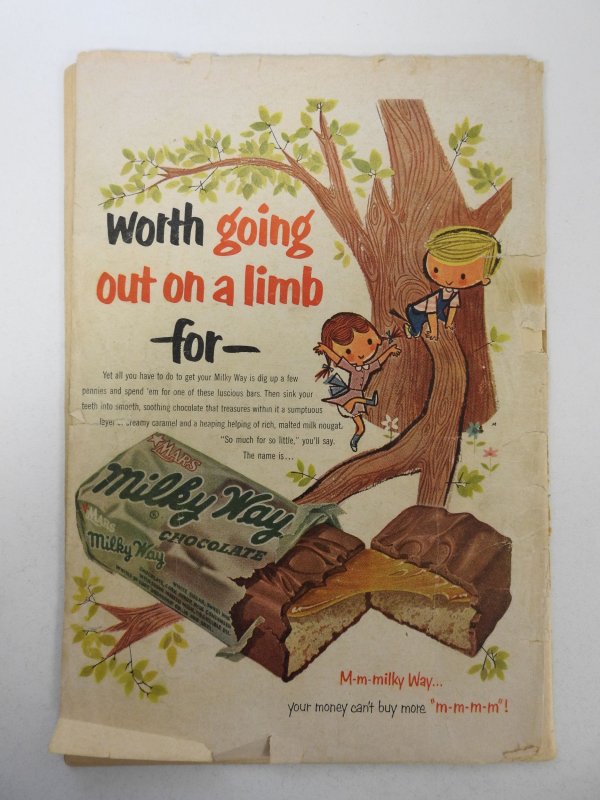 worth going
out on a limb
-for-
Yet all you have to do to get your Milky Way is dig up a few
pennies and spend 'em for one of these luscious bars. Then sink your
teeth into smooth, soothing chocolate that treasures within it a sumptuous
layer creamy caramel and a heaping helping of rich, malted milk nougat.
"So much for so little," you'll say.
The name is...
MARS
Milky Way
CHOCOLATE
MARS
Milky Way
M-m-milky Way...
your money can't buy more "m-m-m-m"!